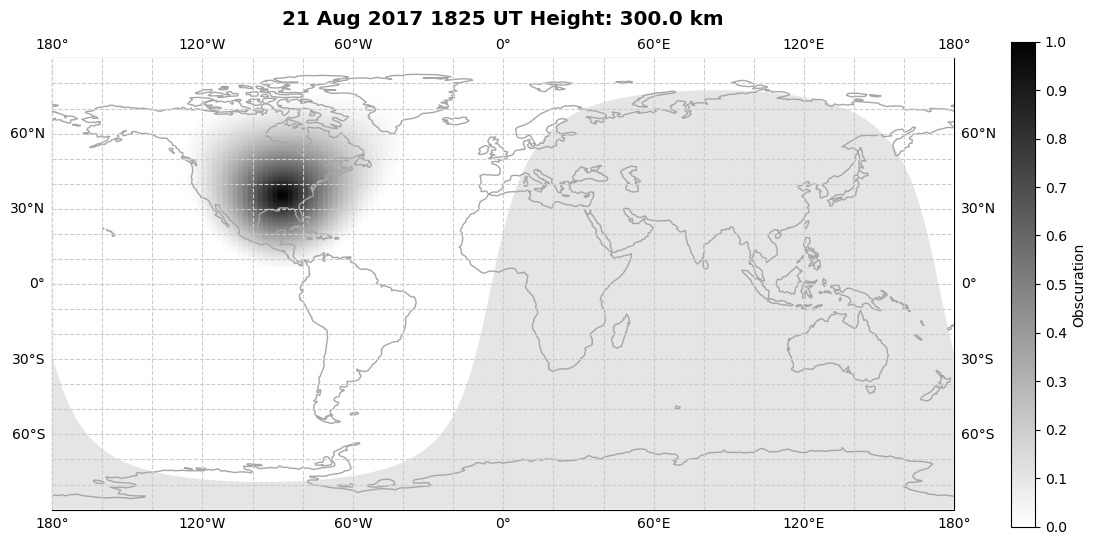 21 Aug 2017 1825 UT Height: 300.0 km
180° 120°W 60°W 0° 60°E 120°E 180°
60°N 60°N
30°N 30°N
0° 0°
30°S 30°S
60°S 60°S
180° 120°W 60°W 0° 60°E 120°E 180°
1.0
0.9
0.8
0.7
0.6
0.5
0.4
0.3
0.2
0.1
0.0
Obscuration